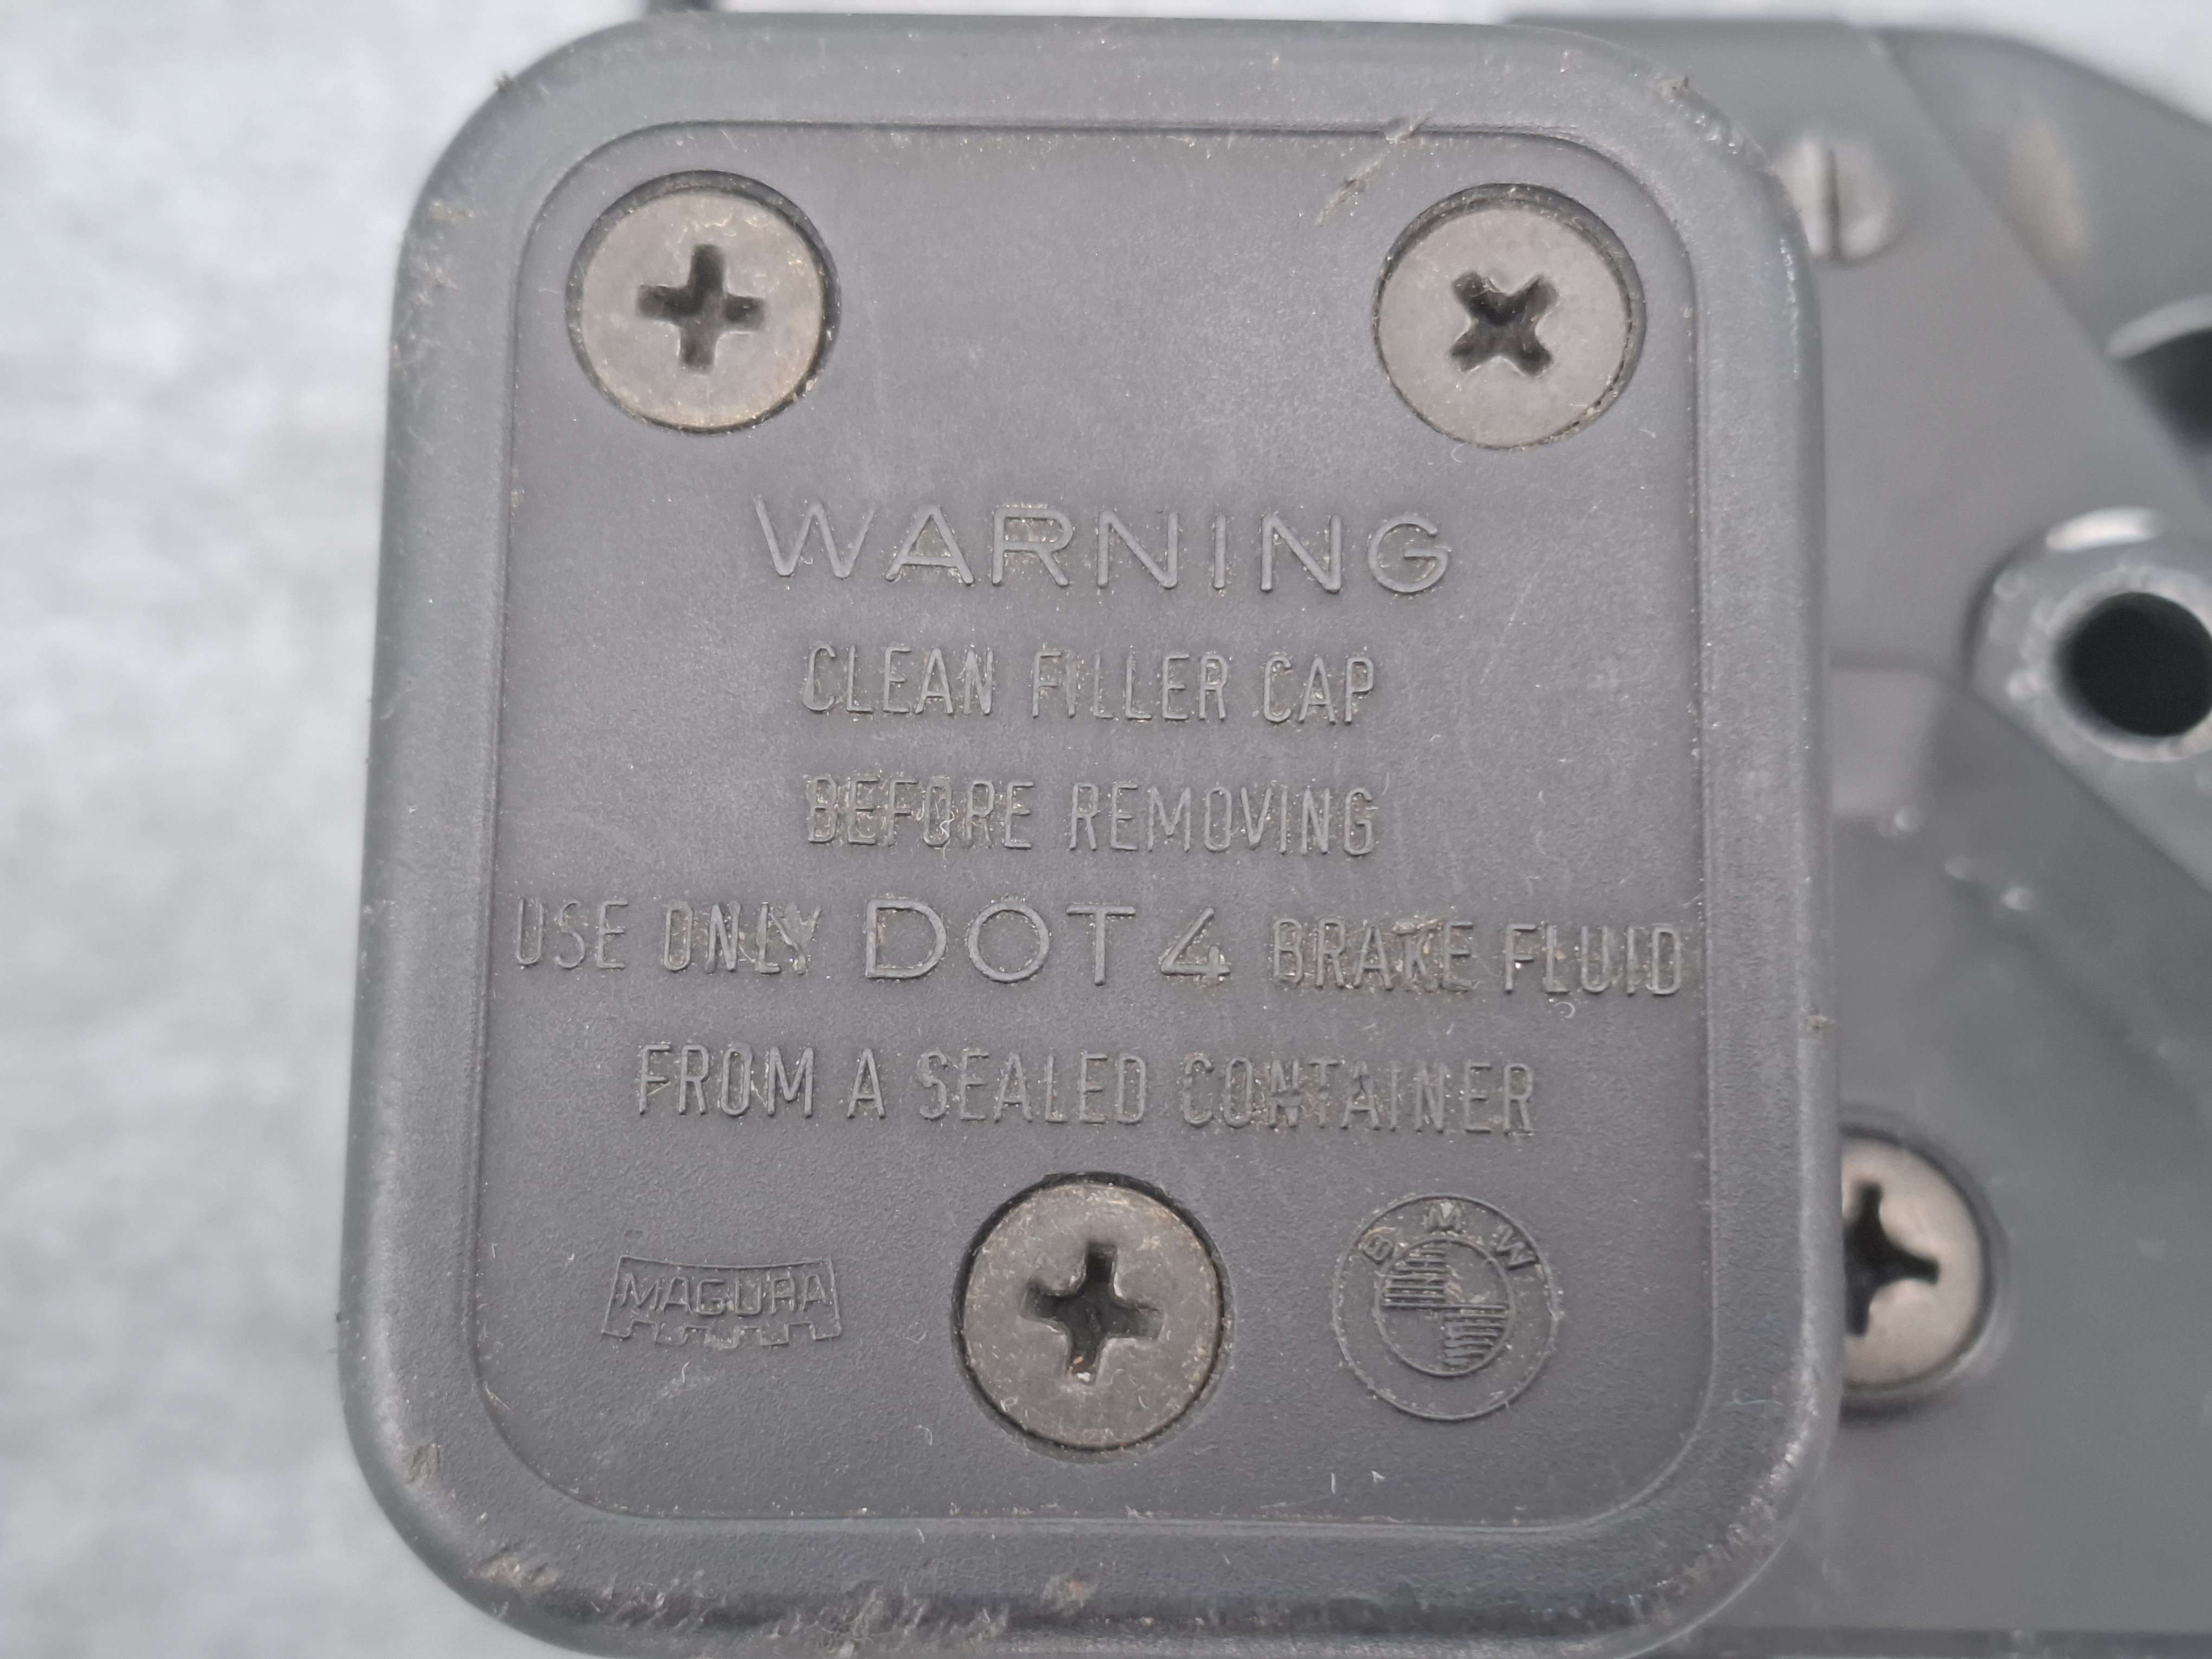 WARNING
CLEAN FILLER CAP
BEFORE REMOVING
USE ONLY DOT 4 BRAKE FLUID
FROM A SEALED CONTAINER
MAGURA
BMW